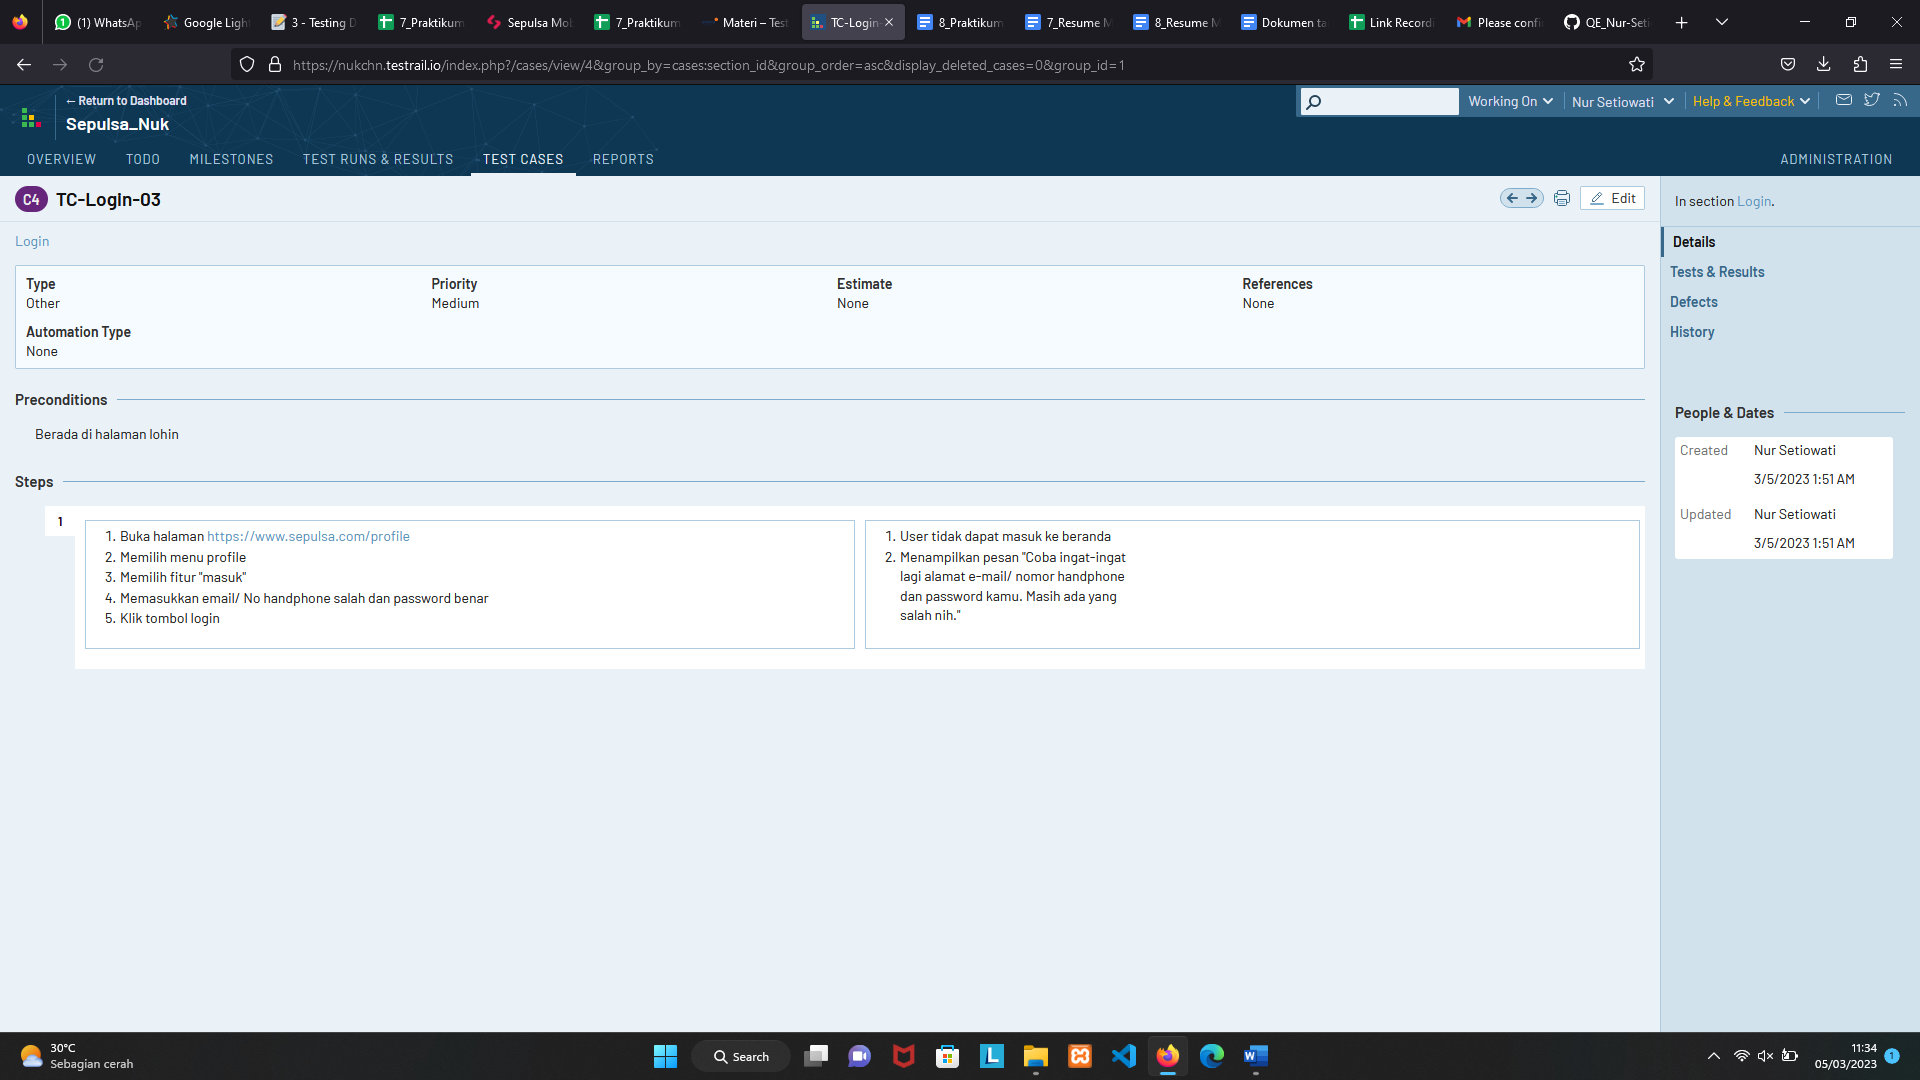 (1) WhatsAp
Google Ligh
3 - Testing D
7_Praktikum
Sepulsa Mo
7_Praktikum
Materi – Test
TC-Login-
8_Praktikum
7_Resume M
8_Resume M
Dokumen ta
Link Recordi
Please confi
QE_Nur-Seti
https://nukchn.testrail.io/index.php?/cases/view/4&group_by=cases:section_id&group_order=asc&display_deleted_cases=0&group_id=1
← Return to Dashboard
Sepulsa_Nuk
Working On
Nur Setiowati
Help & Feedback
OVERVIEW
TODO
MILESTONES
TEST RUNS & RESULTS
TEST CASES
REPORTS
ADMINISTRATION
C4 TC-Login-03
Edit
Login
Type
Other
Priority
Medium
Estimate
None
References
None
Automation Type
None
Preconditions
Berada di halaman lohin
Steps
1
1. Buka halaman https://www.sepulsa.com/profile
2. Memilih menu profile
3. Memilih fitur "masuk"
4. Memasukkan email/ No handphone salah dan password benar
5. Klik tombol login
1. User tidak dapat masuk ke beranda
2. Menampilkan pesan "Coba ingat-ingat
lagi alamat e-mail/ nomor handphone
dan password kamu. Masih ada yang
salah nih."
In section Login.
Details
Tests & Results
Defects
History
People & Dates
Created
Nur Setiowati
3/5/2023 1:51 AM
Updated
Nur Setiowati
3/5/2023 1:51 AM
30°C
Sebagian cerah
Search
11:34
05/03/2023
1